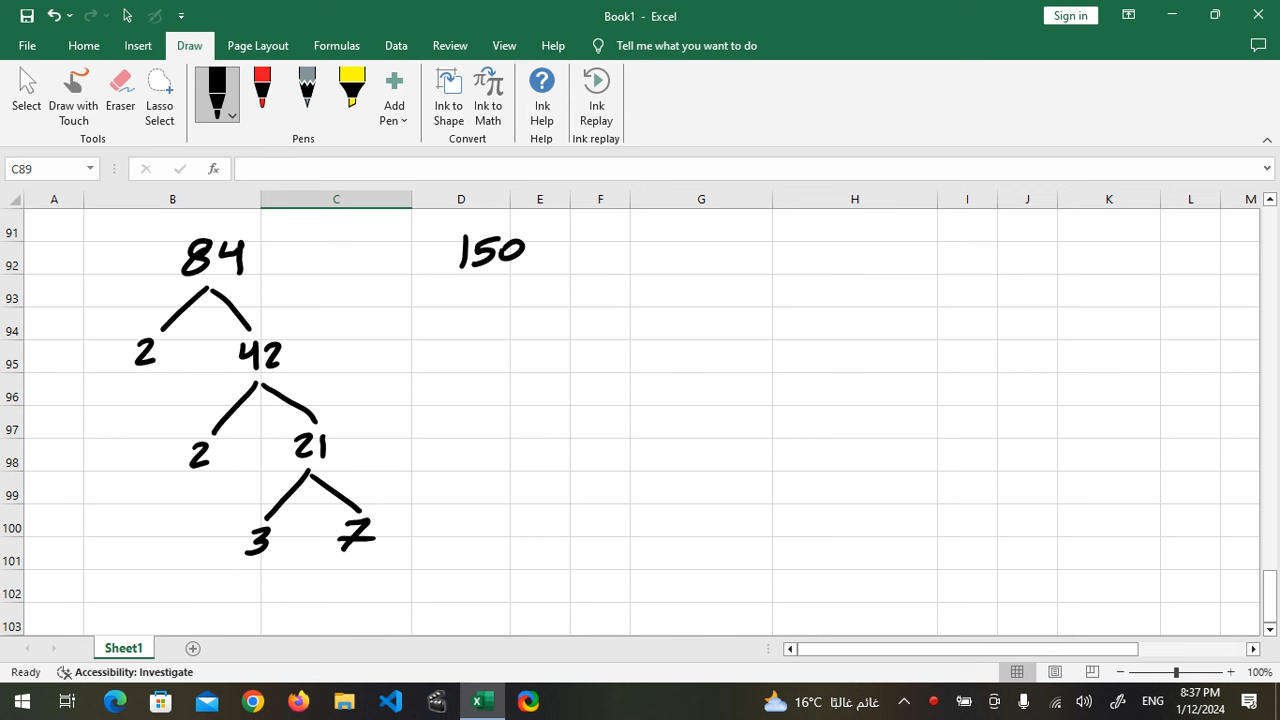 Book1 - Excel
Sign in
File Home Insert Draw Page Layout Formulas Data Review View Help Tell me what you want to do
Select Draw with Touch Eraser Lasso Select Add Pen Ink to Shape Ink to Math Ink Help Ink Replay
Tools Pens Convert Help Ink replay
C89 fx
A B C D E F G H I J K L M
91
84 150
92
93
94
2 42
95
96
97
2 21
98
99
100
3 7
101
102
103
Sheet1
Ready Accessibility: Investigate 100%
16°C غائم غالبًا ENG 8:37 PM
1/12/2024